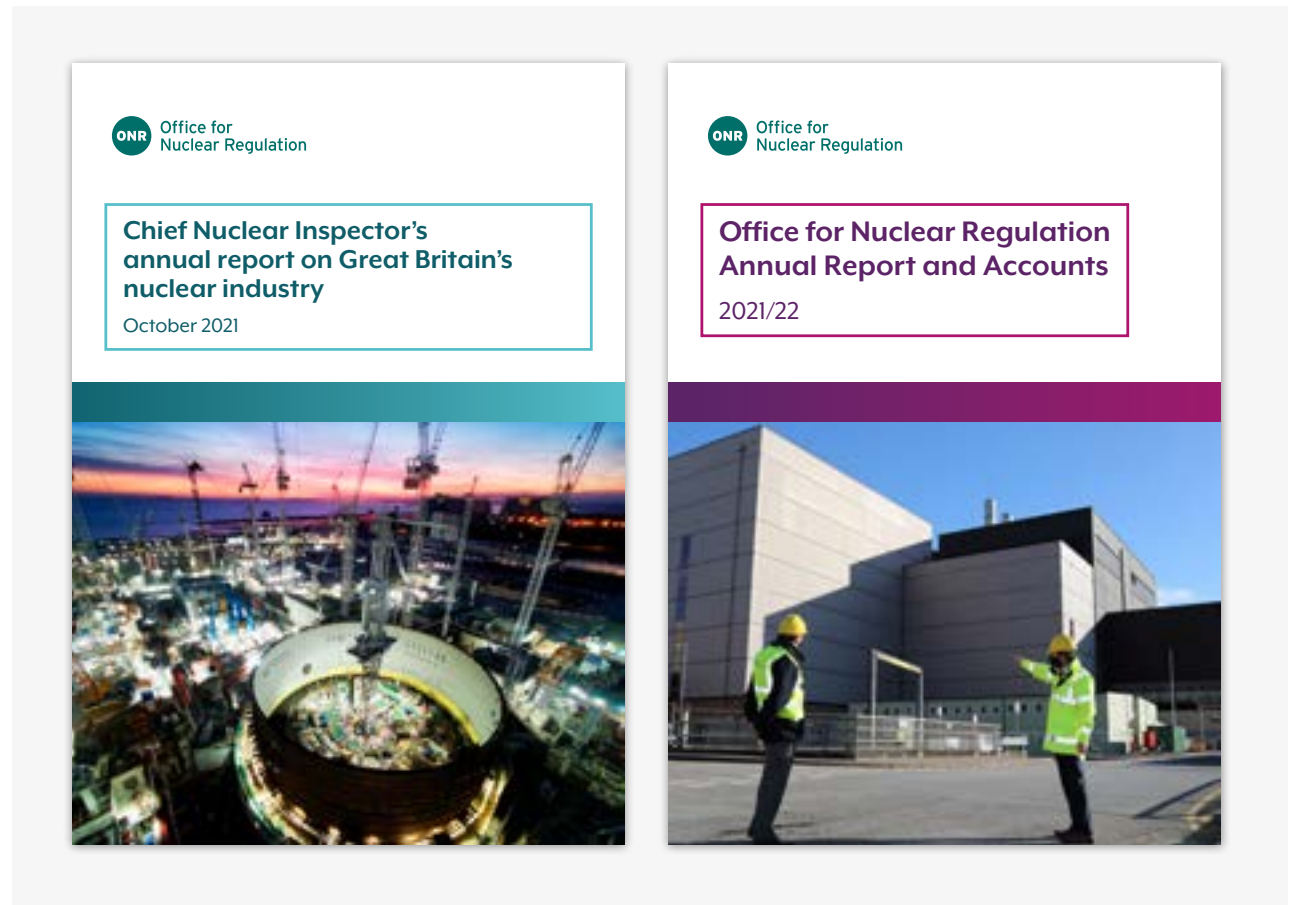 ONR
Office for
Nuclear Regulation
Chief Nuclear Inspector’s
annual report on Great Britain’s
nuclear industry
October 2021
ONR
Office for
Nuclear Regulation
Office for Nuclear Regulation
Annual Report and Accounts
2021/22